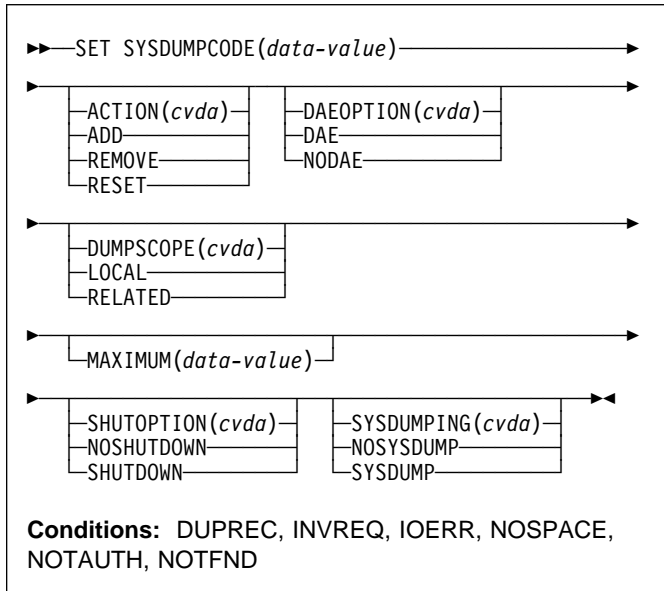 SET SYSDUMPCODE(data-value)
ACTION(cvda) DAEOPTION(cvda)
ADD DAE
REMOVE NODAE
RESET
DUMPSCOPE(cvda)
LOCAL
RELATED
MAXIMUM(data-value)
SHUTOPTION(cvda) SYSDUMPING(cvda)
NOSHUTDOWN NOSYSDUMP
SHUTDOWN SYSDUMP
Conditions: DUPREC, INVREQ, IOERR, NOSPACE,
NOTAUTH, NOTFND